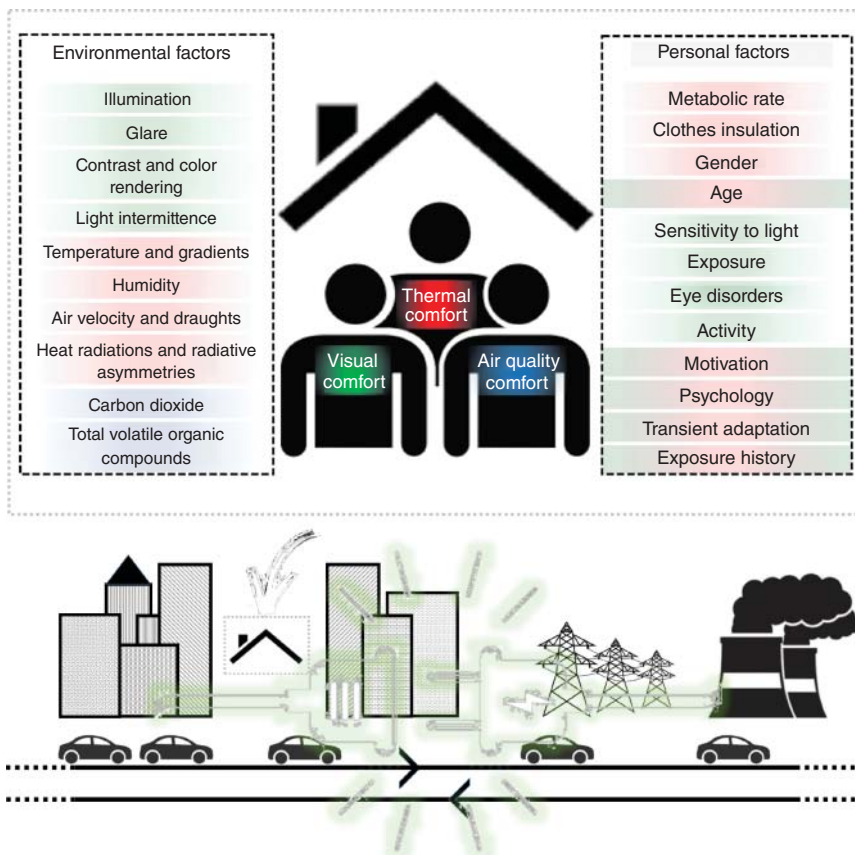 Environmental factors
Illumination
Glare
Contrast and color
rendering
Light intermittence
Temperature and gradients
Humidity
Air velocity and draughts
Heat radiations and radiative
asymmetries
Carbon dioxide
Total volatile organic
compounds
Thermal
comfort
Visual
comfort
Air quality
comfort
Personal factors
Metabolic rate
Clothes insulation
Gender
Age
Sensitivity to light
Exposure
Eye disorders
Activity
Motivation
Psychology
Transient adaptation
Exposure history